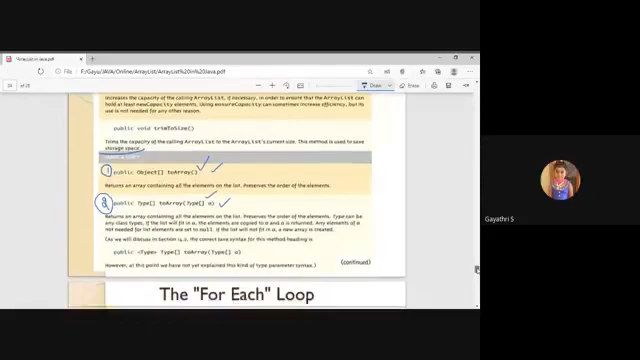 ArrayList in Java.pdf
F:/Gayu/JAVA/Online/ArrayList/ArrayList%20in%20Java.pdf
Draw
Increases the capacity of the calling ArrayList, if necessary, in order to ensure that the ArrayList can
hold at least newCapacity elements. Using ensureCapacity can sometimes increase efficiency, but its
use is not needed for any other reason.
public void trimToSize()
Trims the capacity of the calling ArrayList to the ArrayList's current size. This method is used to save
storage space.
1 public Object[] toArray()
Returns an array containing all the elements on the list. Preserves the order of the elements.
2 public Type[] toArray(Type[] a)
Returns an array containing all the elements on the list. Preserves the order of the elements. Type can be
any class types. If the list will fit in a, the elements are copied to a and a is returned. Any elements of a
not needed for list elements are set to null. If the list will not fit in a, a new array is created.
(As we will discuss in Section 14.2, the correct Java syntax for this method heading is
public <Type> Type[] toArray(Type[] a)
However, at this point we have not yet explained this kind of type parameter syntax.)
(continued)
The "For Each" Loop
Gayathri S